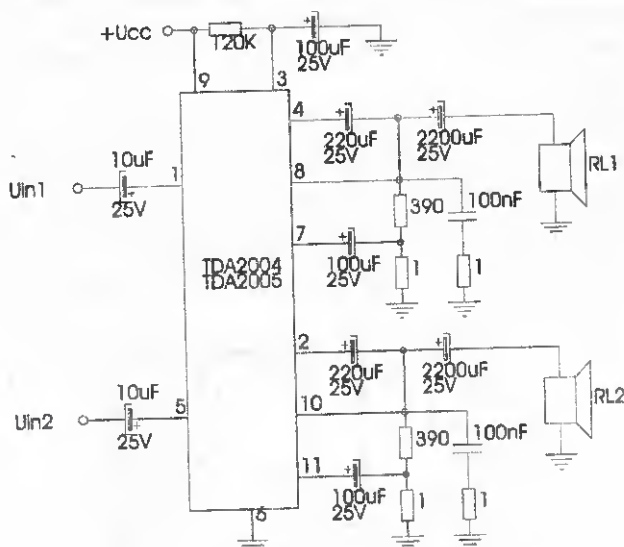 +Ucc
120K
100uF
25V
9
3
4
220uF
25V
2200uF
25V
RL1
10uF
25V
1
Uin1
8
390
100nF
7
100uF
25V
1
1
TDA2004
TDA2005
2
220uF
25V
2200uF
25V
RL2
10uF
25V
5
Uin2
10
390
100nF
11
100uF
25V
1
1
6